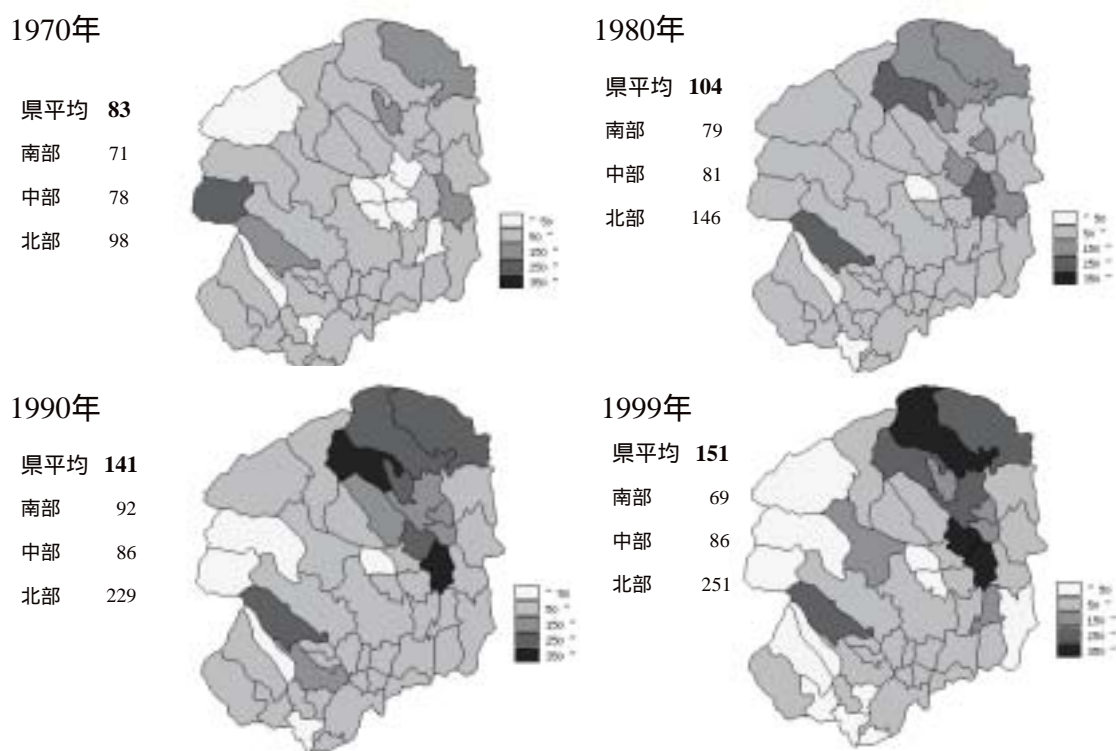 1970年
県平均 83
南部 71
中部 78
北部 98
1980年
県平均 104
南部 79
中部 81
北部 146
1990年
県平均 141
南部 92
中部 86
北部 229
1999年
県平均 151
南部 69
中部 86
北部 251